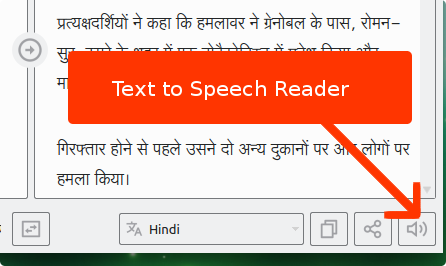 प्रत्यक्षदर्शियों ने कहा कि हमलावर ने ग्रेनोबल के पास, रोमन-
Text to Speech Reader
गिरफ्तार होने से पहले उसने दो अन्य दुकानों पर और लोगों पर
हमला किया।
Hindi